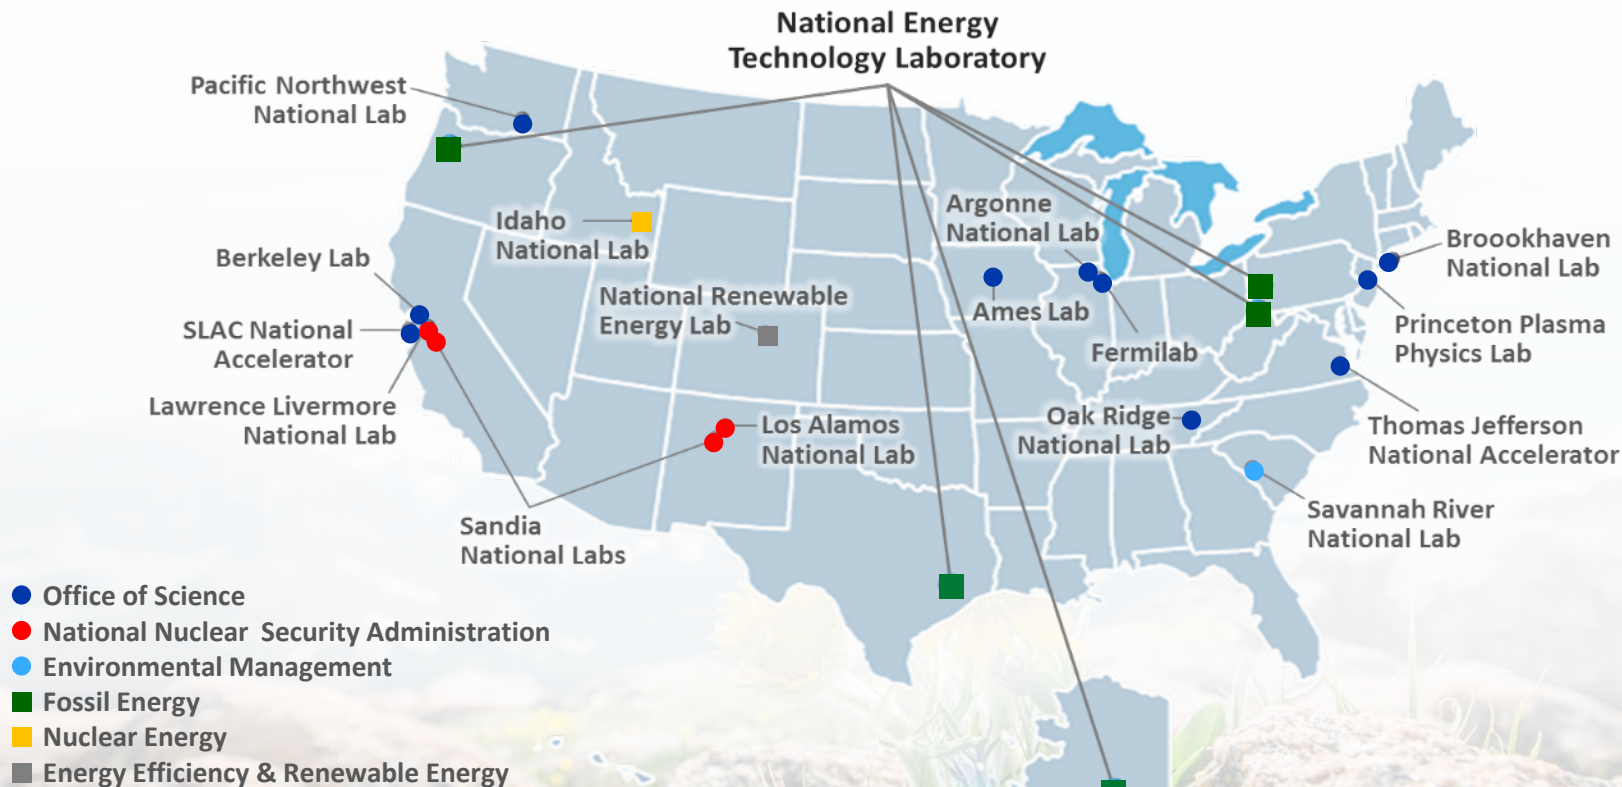 National Energy
Technology Laboratory
Pacific Northwest
National Lab
Idaho
National Lab
Argonne
National Lab
Broookhaven
National Lab
Berkeley Lab
National Renewable
Energy Lab
Ames Lab
SLAC National
Accelerator
Fermilab
Princeton Plasma
Physics Lab
Lawrence Livermore
National Lab
Los Alamos
National Lab
Oak Ridge
National Lab
Thomas Jefferson
National Accelerator
Sandia
National Labs
Savannah River
National Lab
Office of Science
National Nuclear  Security Administration
Environmental Management
Fossil Energy
Nuclear Energy
Energy Efficiency & Renewable Energy